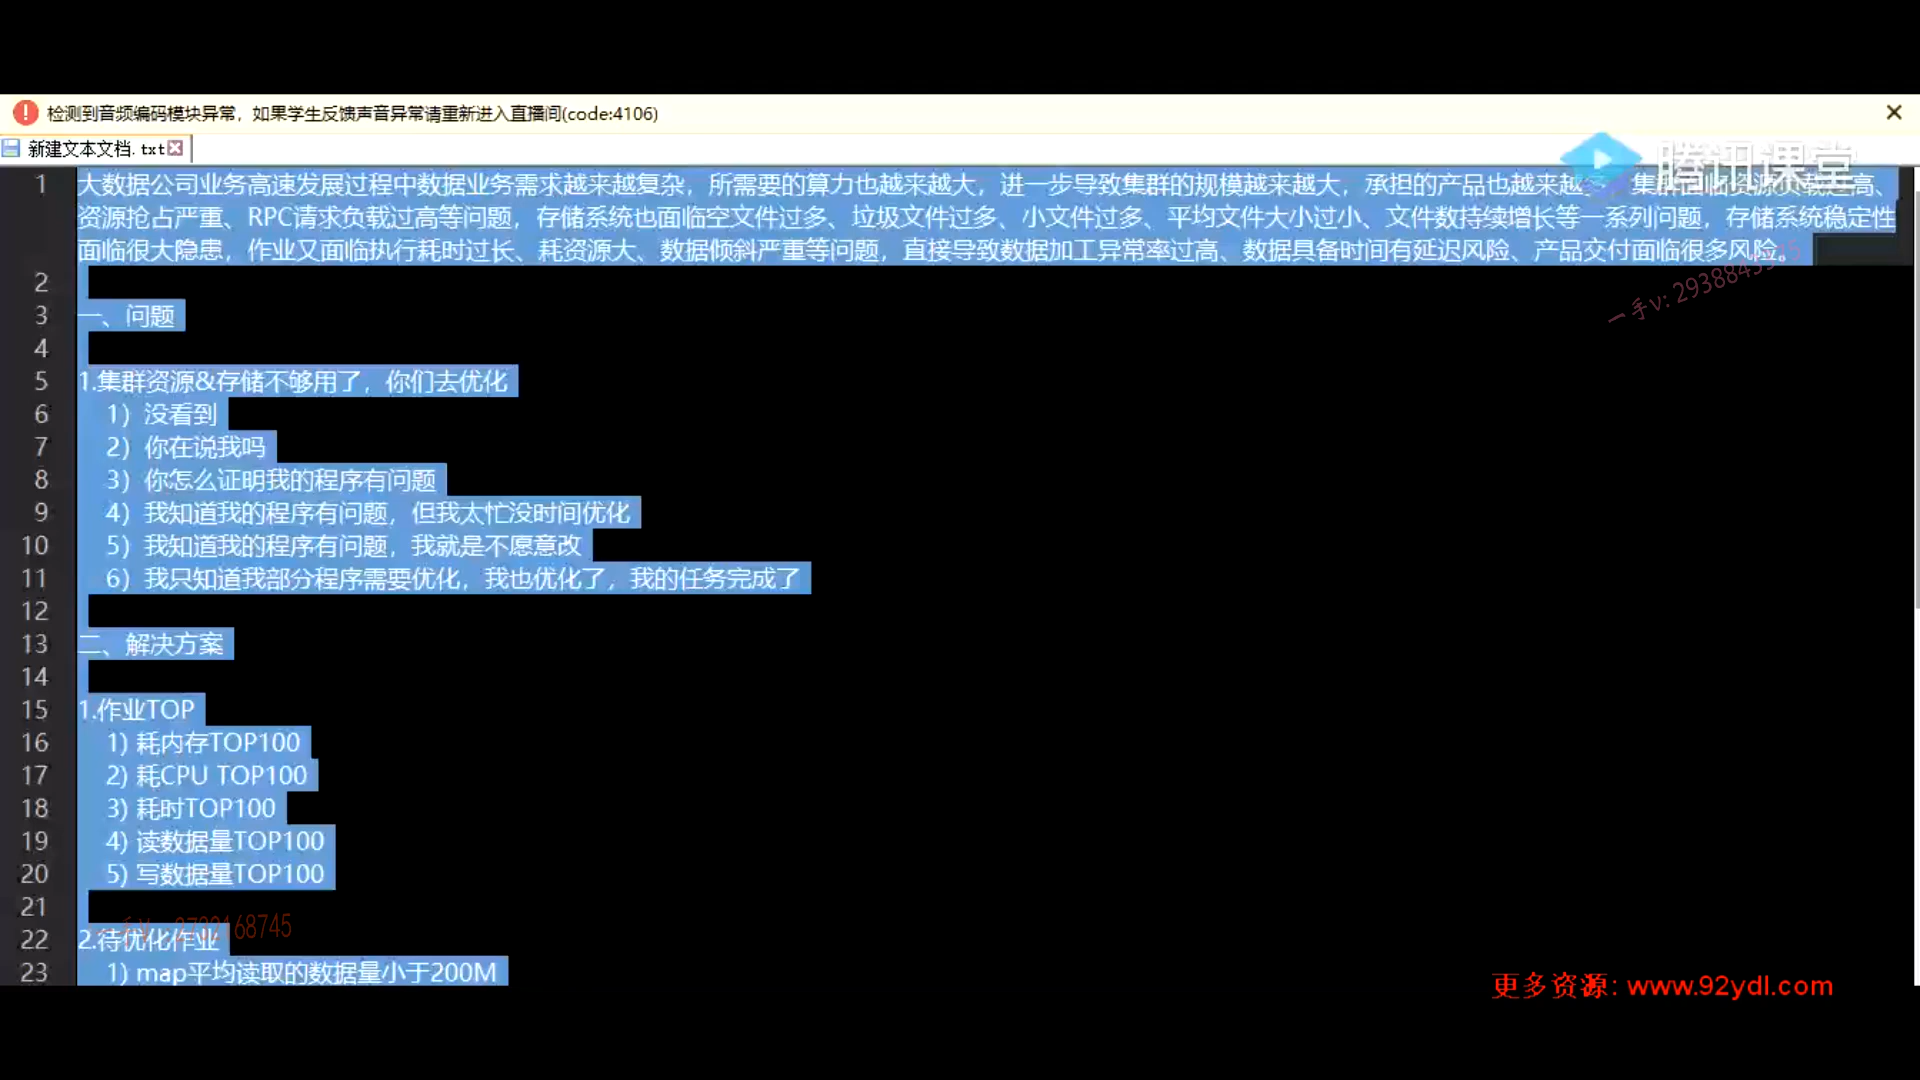 检测到音频编码模块异常，如果学生反馈声音异常请重新进入直播间(code:4106)
新建文本文档.txt
腾讯课堂
1 大数据公司业务高速发展过程中数据业务需求越来越复杂，所需要的算力也越来越大，进一步导致集群的规模越来越大，承担的产品也越来越 集群 资源负载过高、
资源抢占严重、RPC请求负载过高等问题，存储系统也面临空文件过多、垃圾文件过多、小文件过多、平均文件大小过小、文件数持续增长等一系列问题，存储系统稳定性
面临很大隐患，作业又面临执行耗时过长、耗资源大、数据倾斜严重等问题，直接导致数据加工异常率过高、数据具备时间有延迟风险、产品交付面临很多风险。
2
一手v: 29388435
3 一、问题
4
5 1.集群资源&存储不够用了，你们去优化
6 1）没看到
7 2）你在说我吗
8 3）你怎么证明我的程序有问题
9 4）我知道我的程序有问题，但我太忙没时间优化
10 5）我知道我的程序有问题，我就是不愿意改
11 6）我只知道我部分程序需要优化，我也优化了，我的任务完成了
12
13 二、解决方案
14
15 1.作业TOP
16 1) 耗内存TOP100
17 2) 耗CPU TOP100
18 3) 耗时TOP100
19 4) 读数据量TOP100
20 5) 写数据量TOP100
21
22 2.待优化作业
23 1) map平均读取的数据量小于200M
更多资源: www.92ydl.com